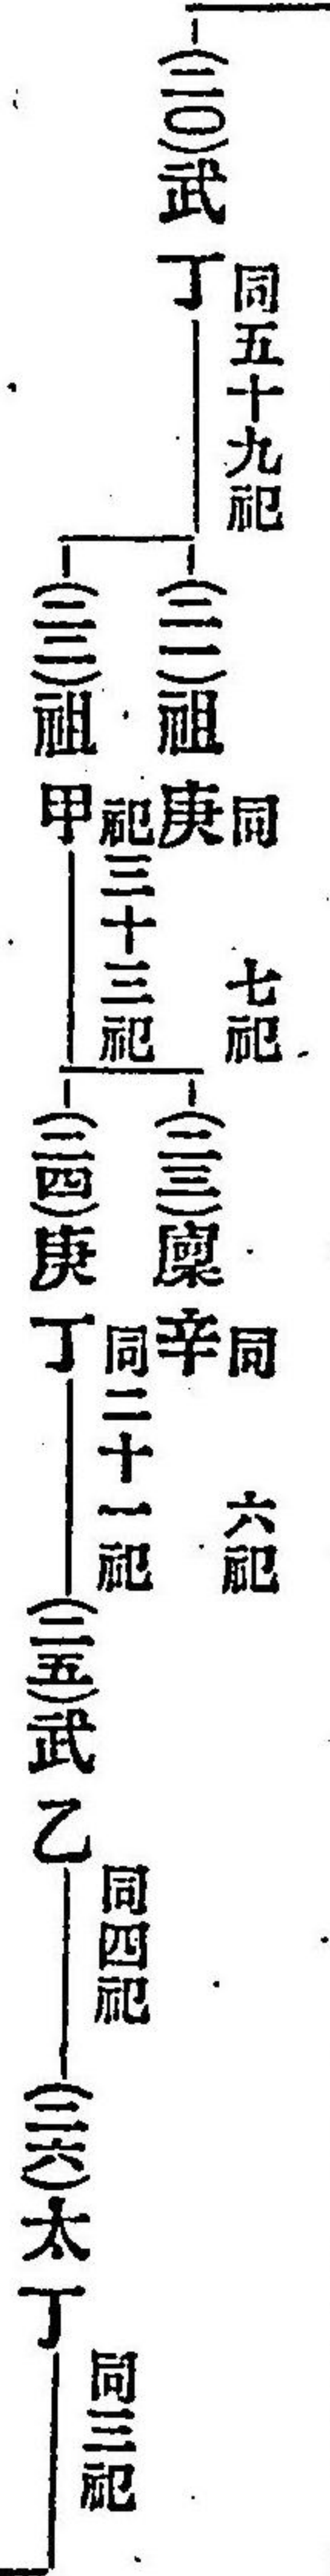 (二〇)武丁
同五十九祀
(二一)祖庚
同七祀
(二二)祖甲
祀三十三祀
(二三)廩辛
同六祀
(二四)庚丁
同二十一祀
(二五)武乙
同四祀
(二六)太丁
同三祀